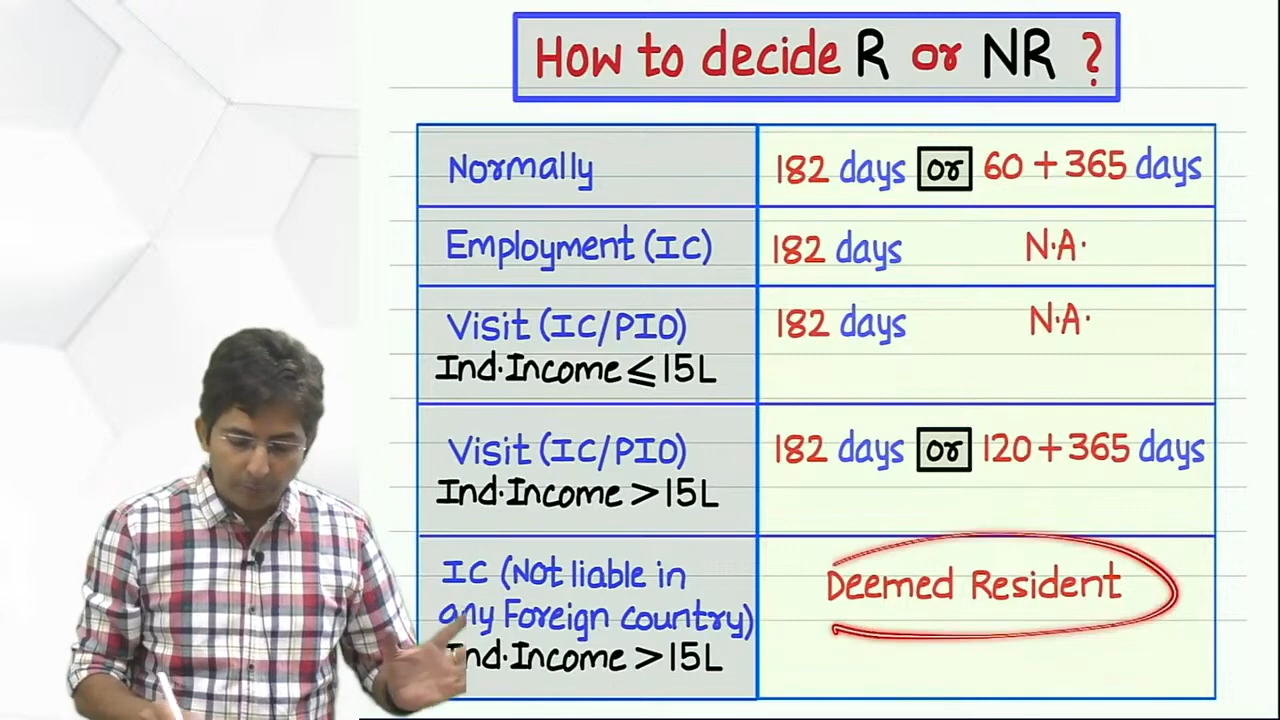 How to decide R or NR ?
Normally 182 days or 60 + 365 days
Employment (IC) 182 days N.A.
Visit (IC/PIO) 182 days N.A.
Ind.Income ≤ 15L
Visit (IC/PIO) 182 days or 120 + 365 days
Ind.Income > 15L
IC (Not liable in
any Foreign country) Deemed Resident
Ind.Income > 15L